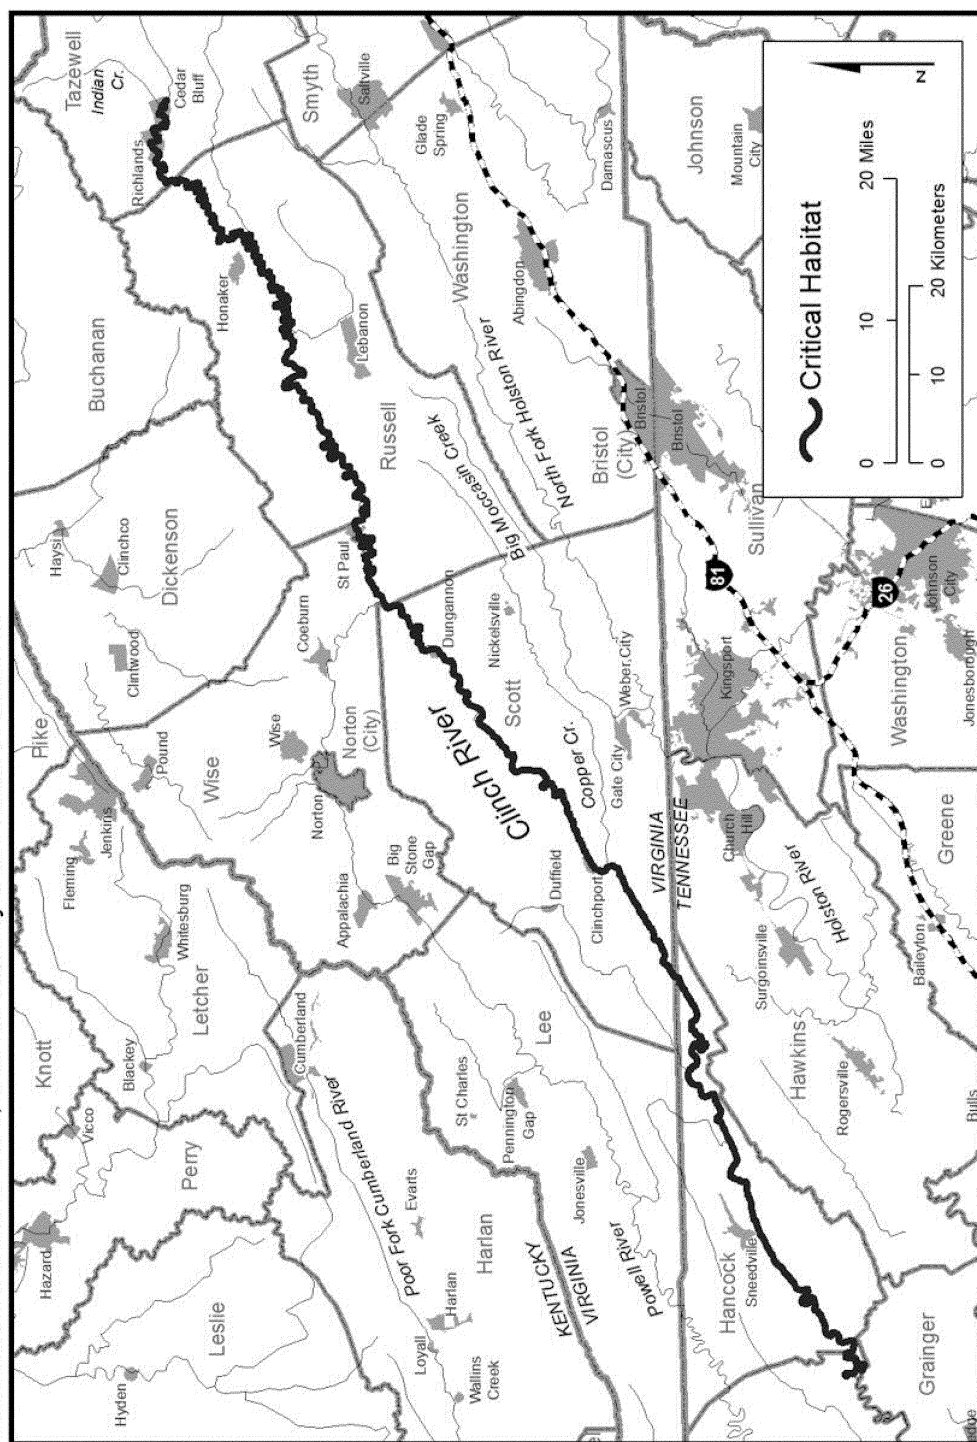 Hazard
Hyden
Leslie
Perry
Vicco
Knott
Blackey
Letcher
Whitesburg
Fleming
Jenkins
Pike
Pound
Clintwood
Haysi
Clinchco
Dickenson
Buchanan
Tazewell
Indian
Cr.
Richlands
Cedar
Bluff
Cumberland
Poor Fork Cumberland River
Evarts
Harlan
Harlan
Loyall
Wallins
Creek
Appalachia
Big
Stone
Gap
Norton
Norton
(City)
Wise
Wise
Coeburn
St Paul
Honaker
Lebanon
Russell
Smyth
Saltville
Glade
Spring
KENTUCKY
VIRGINIA
St Charles
Pennington
Gap
Jonesville
Lee
Powell River
Duffield
Clinchport
Clinch River
Dungannon
Nickelsville
Scott
Copper Cr.
Gate City
Weber City
Big Moccasin Creek
North Fork Holston River
Washington
Abingdon
Damascus
Bristol
(City)
Bristol
Bristol
VIRGINIA
TENNESSEE
Hancock
Sneedville
Grainger
Hawkins
Rogersville
Surgoinsville
Church
Hill
Holston River
Kingsport
81
Sullivan
26
Johnson
City
Washington
Jonesborough
Greene
Baileyton
Bulls
Johnson
Mountain
City
Critical Habitat
0 10 20 Miles
0 10 20 Kilometers
N